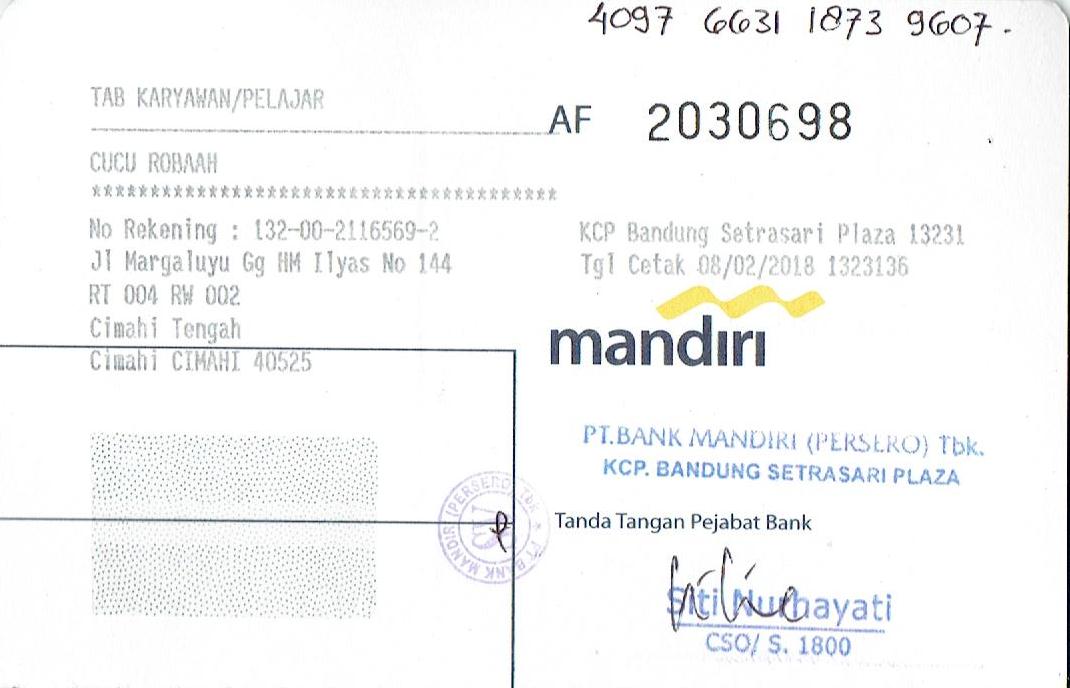 4097 6631 1873 9607.
TAB KARYAWAN/PELAJAR
AF 2030698
CUCU ROBAAH
****************************************
No Rekening : 132-00-2116569-2
Jl Margaluyu Gg HM Ilyas No 144
RT 004 RW 002
Cimahi Tengah
Cimahi CIMAHI 40525
KCP Bandung Setrasari Plaza 13231
Tgl Cetak 08/02/2018 1323136
mandiri
PT.BANK MANDIRI (PERSERO) Tbk.
KCP. BANDUNG SETRASARI PLAZA
PT BANK MANDIRI (PERSERO) TBK *
Tanda Tangan Pejabat Bank
Siti Nurhayati
CSO/ S. 1800